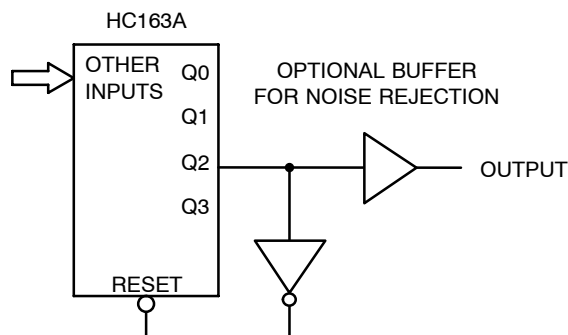 HC163A
OTHER
INPUTS
Q0
Q1
Q2
Q3
RESET
OPTIONAL BUFFER
FOR NOISE REJECTION
OUTPUT